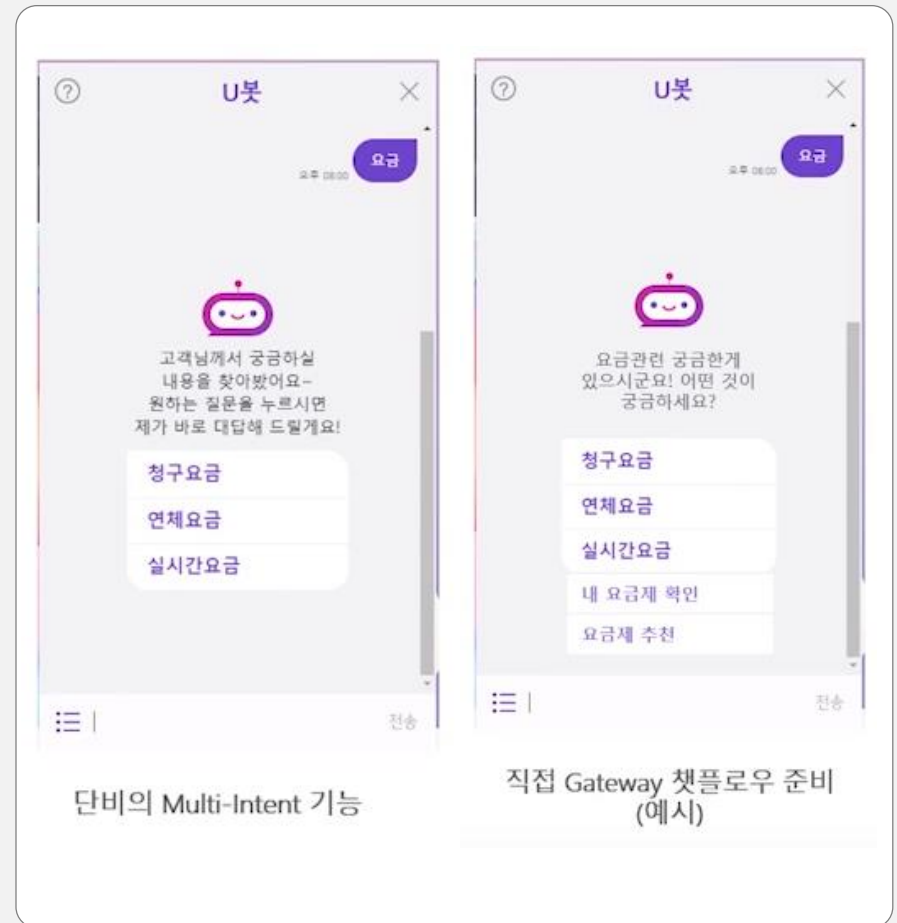 U봇
요금
오후 08:00
고객님께서 궁금하실
내용을 찾아봤어요~
원하는 질문을 누르시면
제가 바로 대답해 드릴게요!
청구요금
연체요금
실시간요금
전송
단비의 Multi-Intent 기능
U봇
요금
오후 08:00
요금관련 궁금한게
있으시군요! 어떤 것이
궁금하세요?
청구요금
연체요금
실시간요금
내 요금제 확인
요금제 추천
전송
직접 Gateway 챗플로우 준비
(예시)